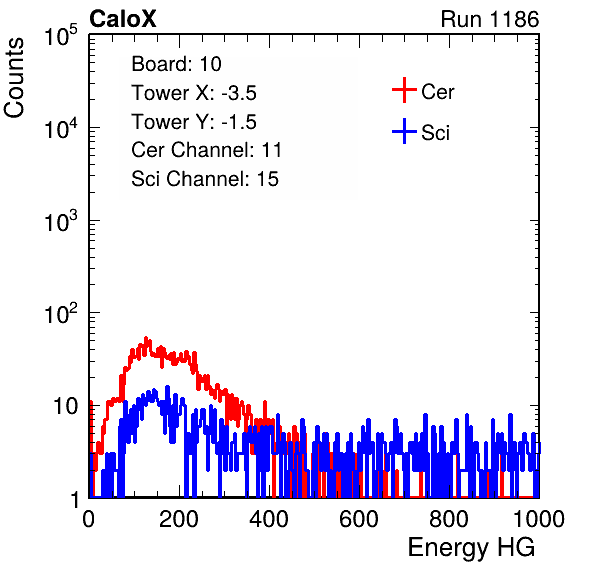 CaloX Run 1186
Counts
10^5
10^4
10^3
10^2
10
1
Board: 10
Tower X: -3.5
Tower Y: -1.5
Cer Channel: 11
Sci Channel: 15
Cer
Sci
0 200 400 600 800 1000
Energy HG